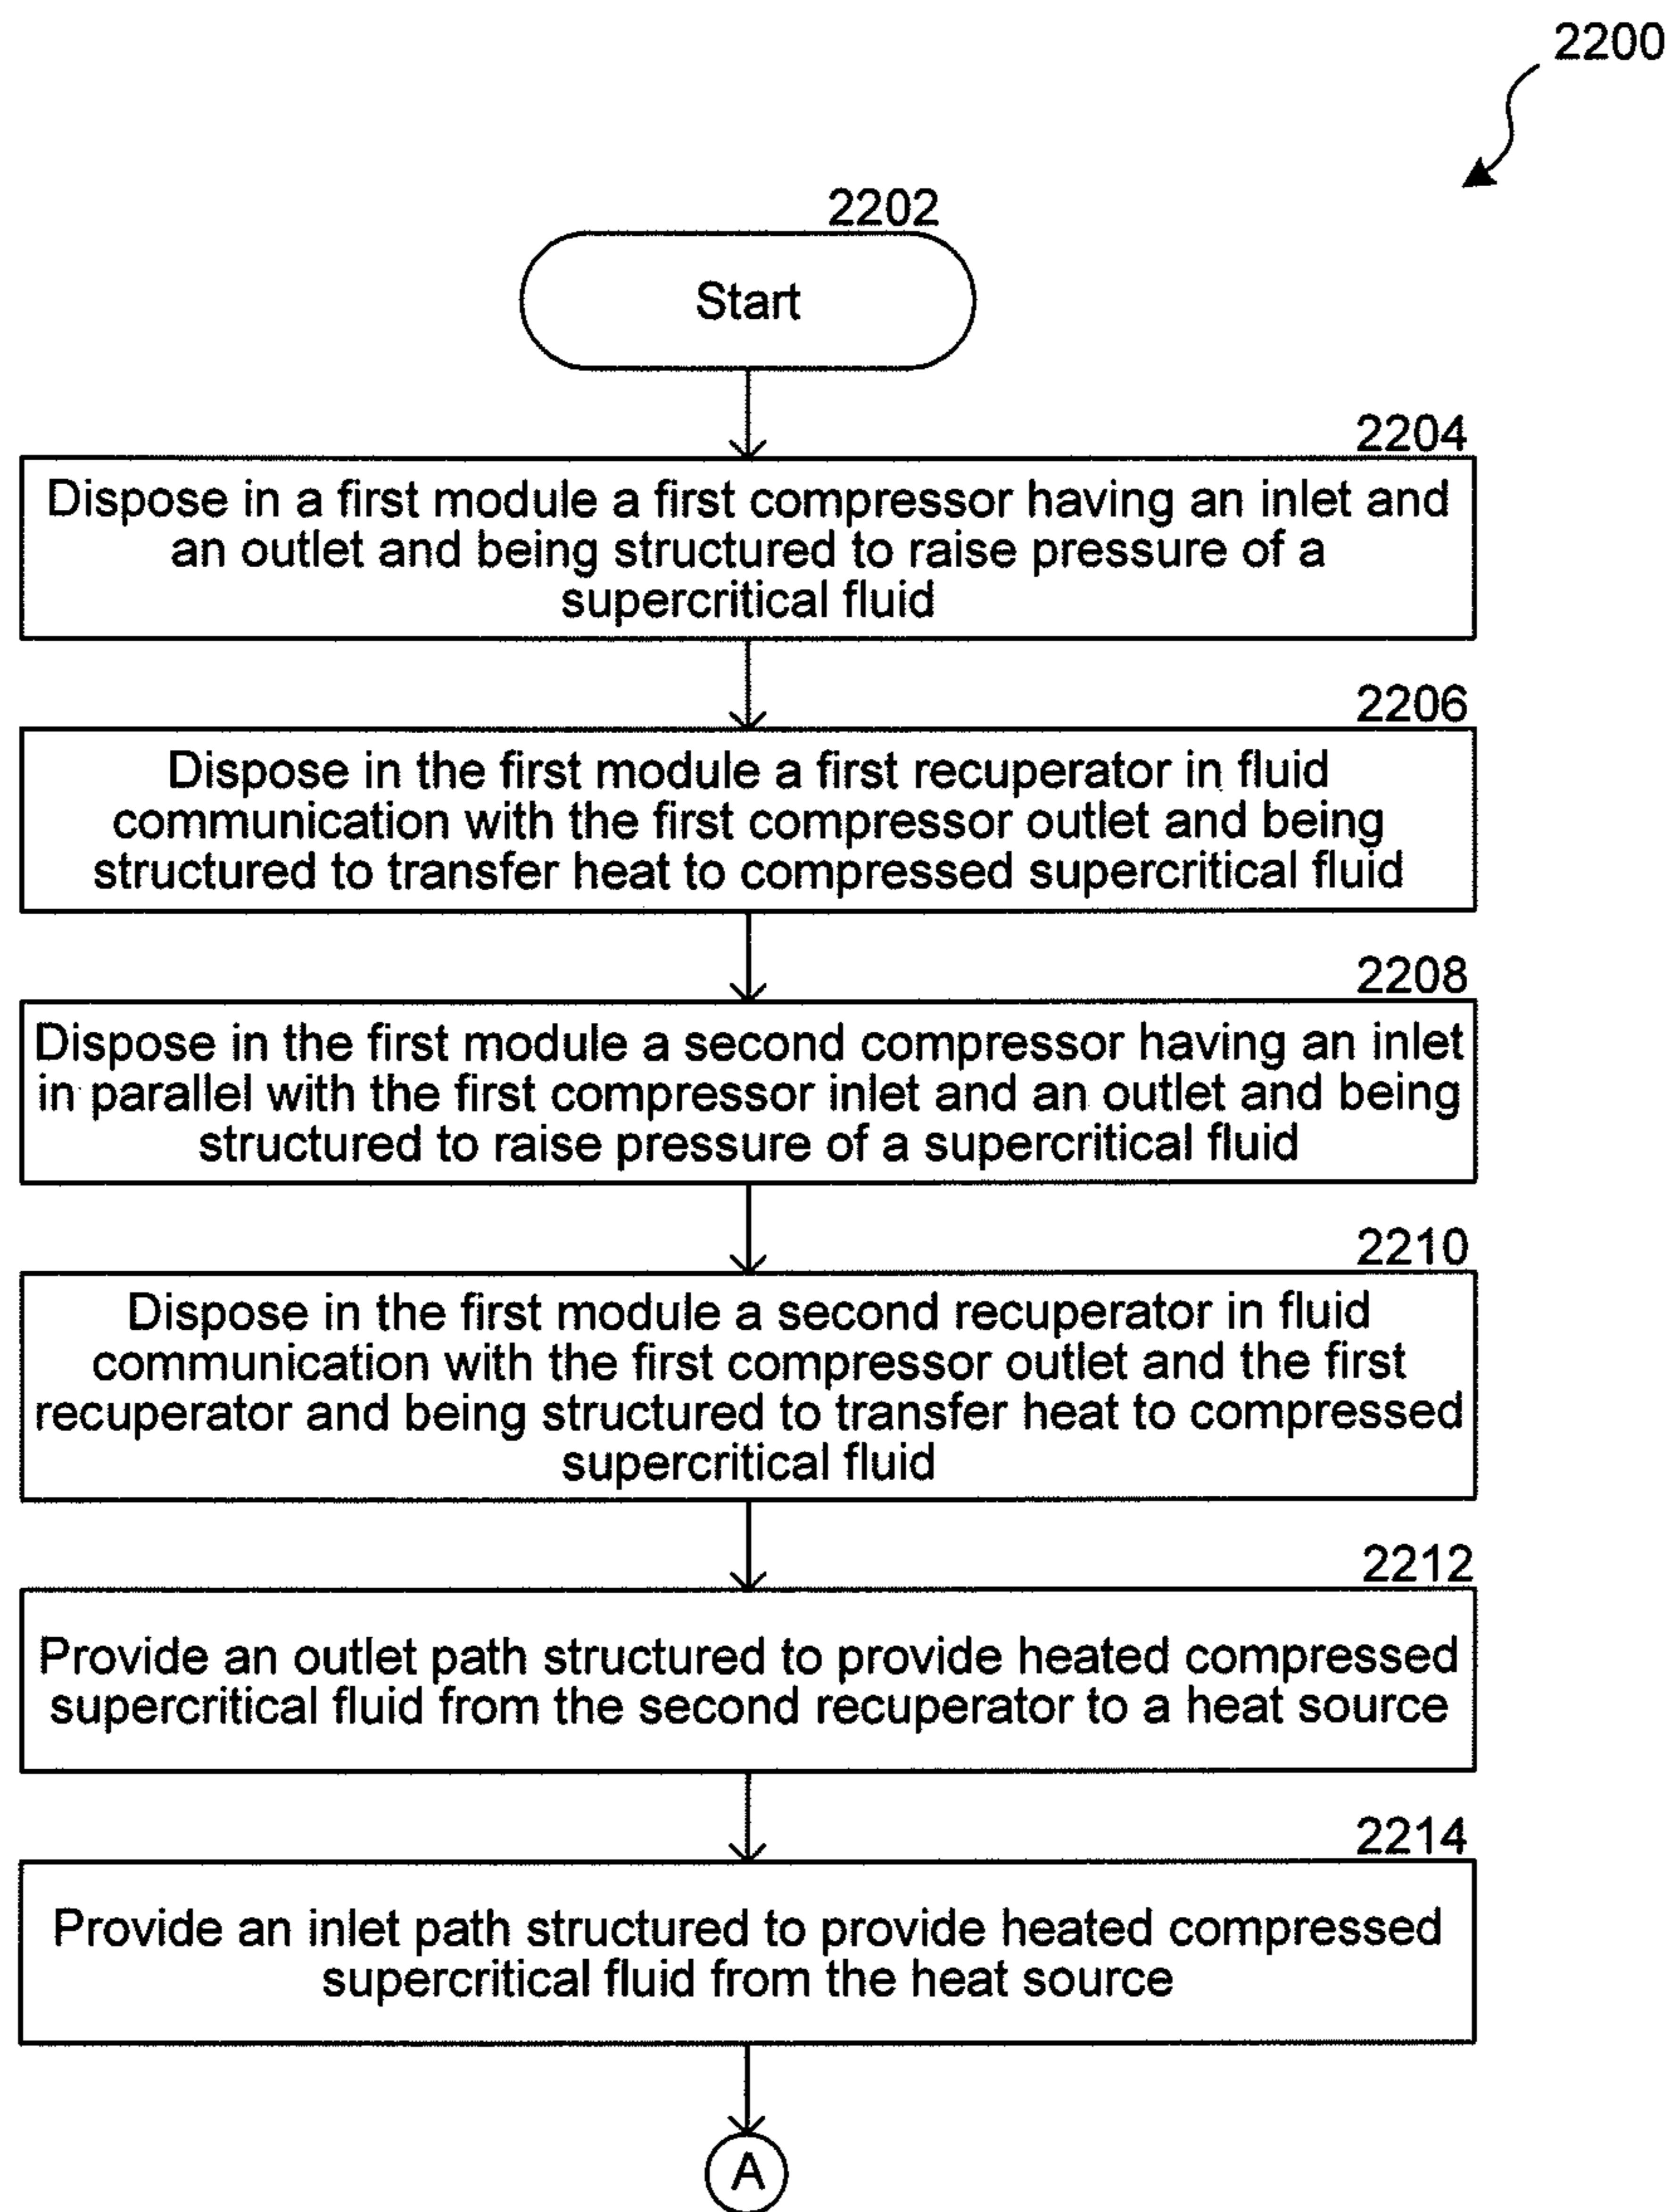 2200
2202
Start
2204
Dispose in a first module a first compressor having an inlet and
an outlet and being structured to raise pressure of a
supercritical fluid
2206
Dispose in the first module a first recuperator in fluid
communication with the first compressor outlet and being
structured to transfer heat to compressed supercritical fluid
2208
Dispose in the first module a second compressor having an inlet
in parallel with the first compressor inlet and an outlet and being
structured to raise pressure of a supercritical fluid
2210
Dispose in the first module a second recuperator in fluid
communication with the first compressor outlet and the first
recuperator and being structured to transfer heat to compressed
supercritical fluid
2212
Provide an outlet path structured to provide heated compressed
supercritical fluid from the second recuperator to a heat source
2214
Provide an inlet path structured to provide heated compressed
supercritical fluid from the heat source
A